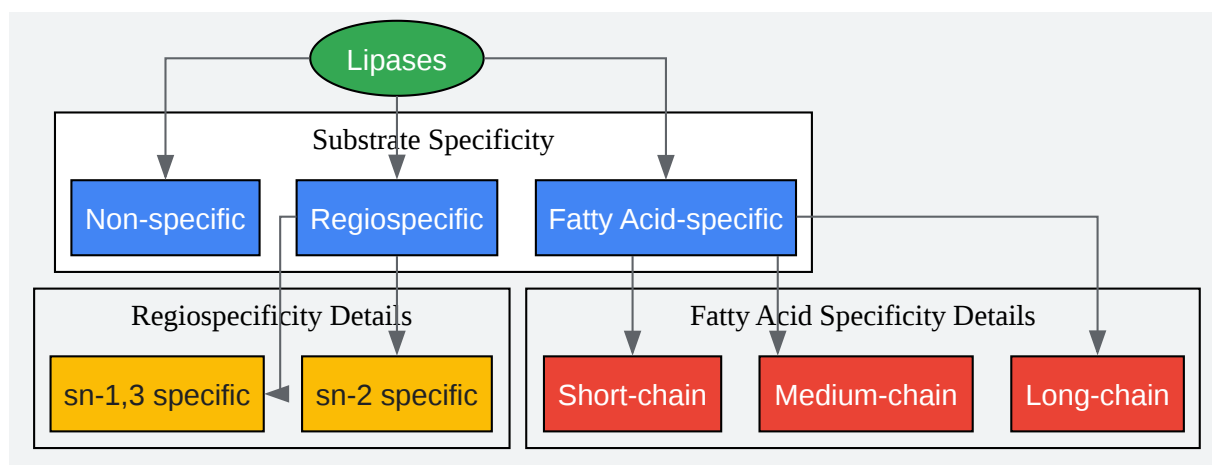 Lipases
Substrate Specificity
Non-specific
Regiospecific
Fatty Acid-specific
Regiospecificity Details
Fatty Acid Specificity Details
sn-1,3 specific
sn-2 specific
Short-chain
Medium-chain
Long-chain